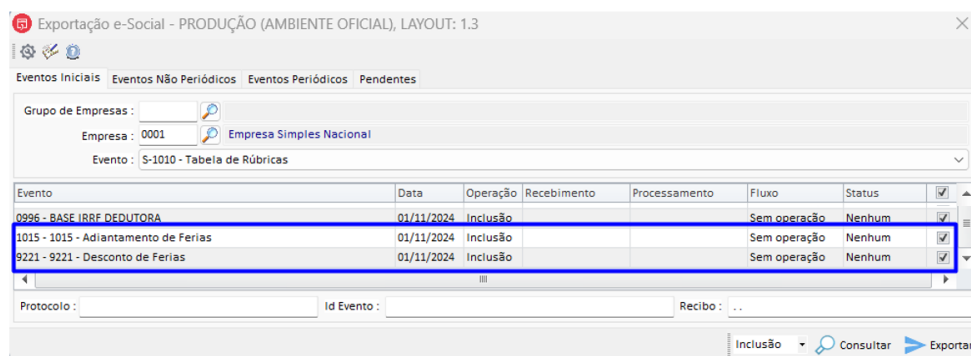 Exportação e-Social - PRODUÇÃO (AMBIENTE OFICIAL), LAYOUT: 1.3
Eventos Iniciais Eventos Não Periódicos Eventos Periódicos Pendentes
Grupo de Empresas :
Empresa : 0001 Empresa Simples Nacional
Evento : S-1010 - Tabela de Rúbricas
Evento Data Operação Recebimento Processamento Fluxo Status
0996 - BASE IRRF DEDUTORA 01/11/2024 Inclusão Sem operação Nenhum
1015 - 1015 - Adiantamento de Ferias 01/11/2024 Inclusão Sem operação Nenhum
9221 - 9221 - Desconto de Ferias 01/11/2024 Inclusão Sem operação Nenhum
Protocolo : Id Evento : Recibo : . .
Inclusão Consultar Exportar